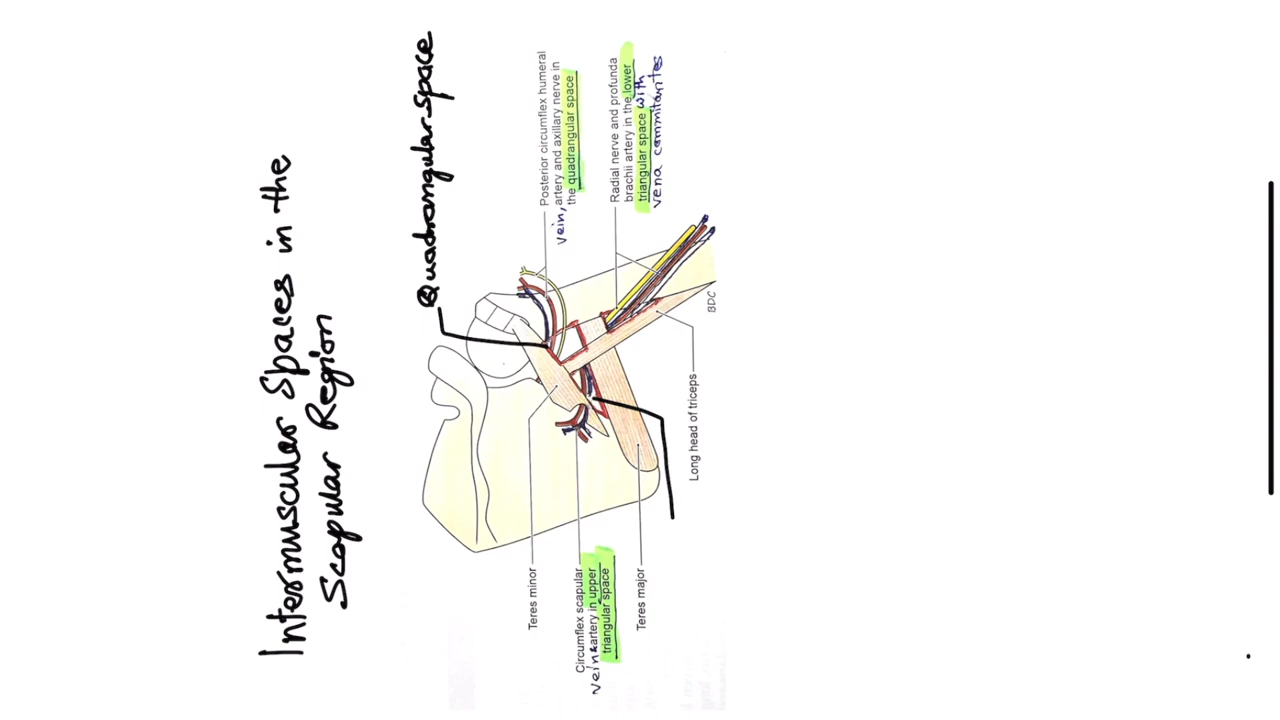 Intermuscular Spaces in the
Scapular Region
Quadrangular space
Posterior circumflex humeral
vein, artery and axillary nerve in
the quadrangular space
Radial nerve and profunda
brachii artery in the lower
triangular space with
vena commitantes
Teres minor
Circumflex scapular
vein & artery in upper
triangular space
Teres major
Long head of triceps
BDC